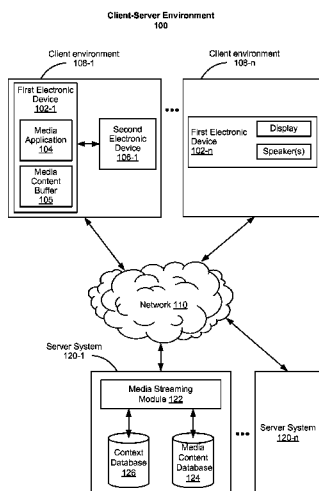 Client-Server Environment
100
Client environment
108-1
Client environment
108-n
First Electronic
Device
102-1
Media
Application
104
Media
Content
Buffer
105
Second
Electronic
Device
106-1
First Electronic
Device
102-n
Display
Speaker(s)
Network 110
Server System
120-1
Media Streaming
Module 122
Context
Database
126
Media
Content
Database
124
Server System
120-n